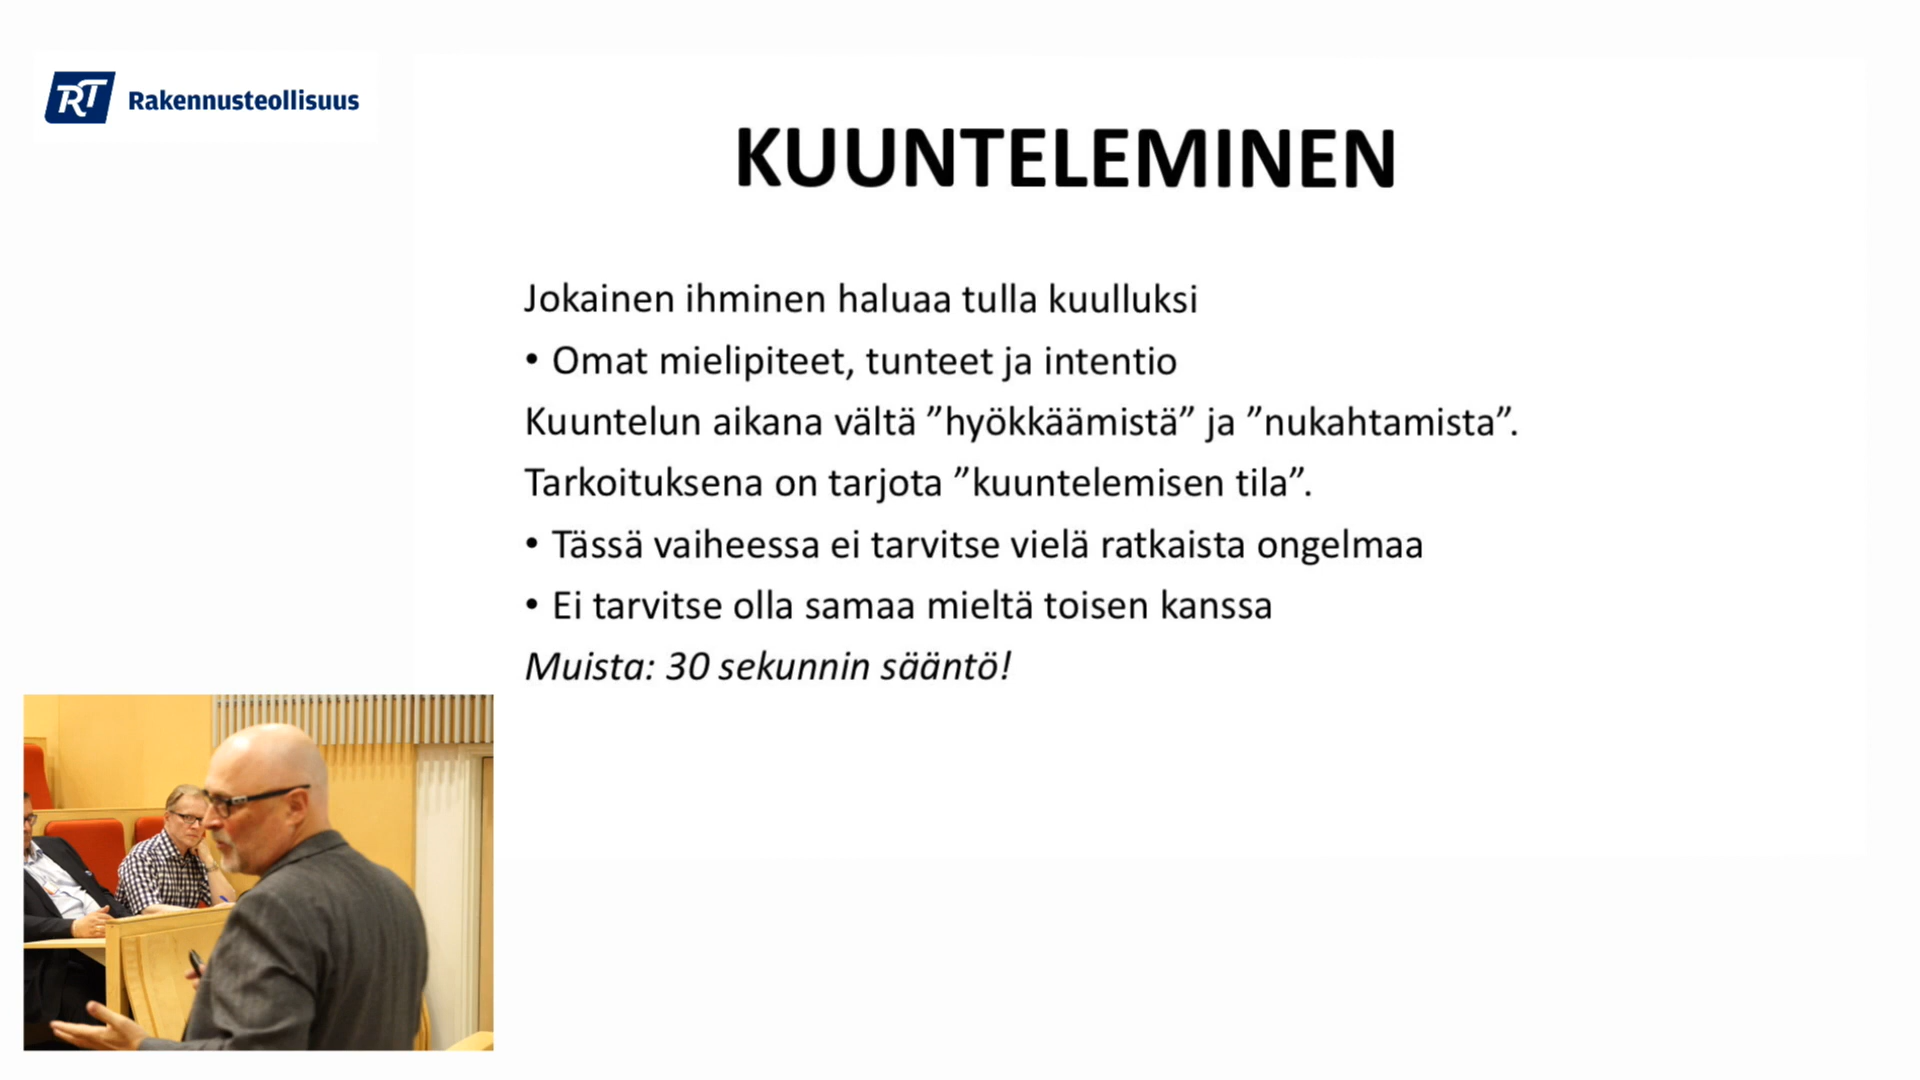 RT Rakennusteollisuus
KUUNTELEMINEN
Jokainen ihminen haluaa tulla kuulluksi
• Omat mielipiteet, tunteet ja intentio
Kuuntelun aikana vältä ”hyökkäämistä” ja ”nukahtamista”.
Tarkoituksena on tarjota ”kuuntelemisen tila”.
• Tässä vaiheessa ei tarvitse vielä ratkaista ongelmaa
• Ei tarvitse olla samaa mieltä toisen kanssa
Muista: 30 sekunnin sääntö!